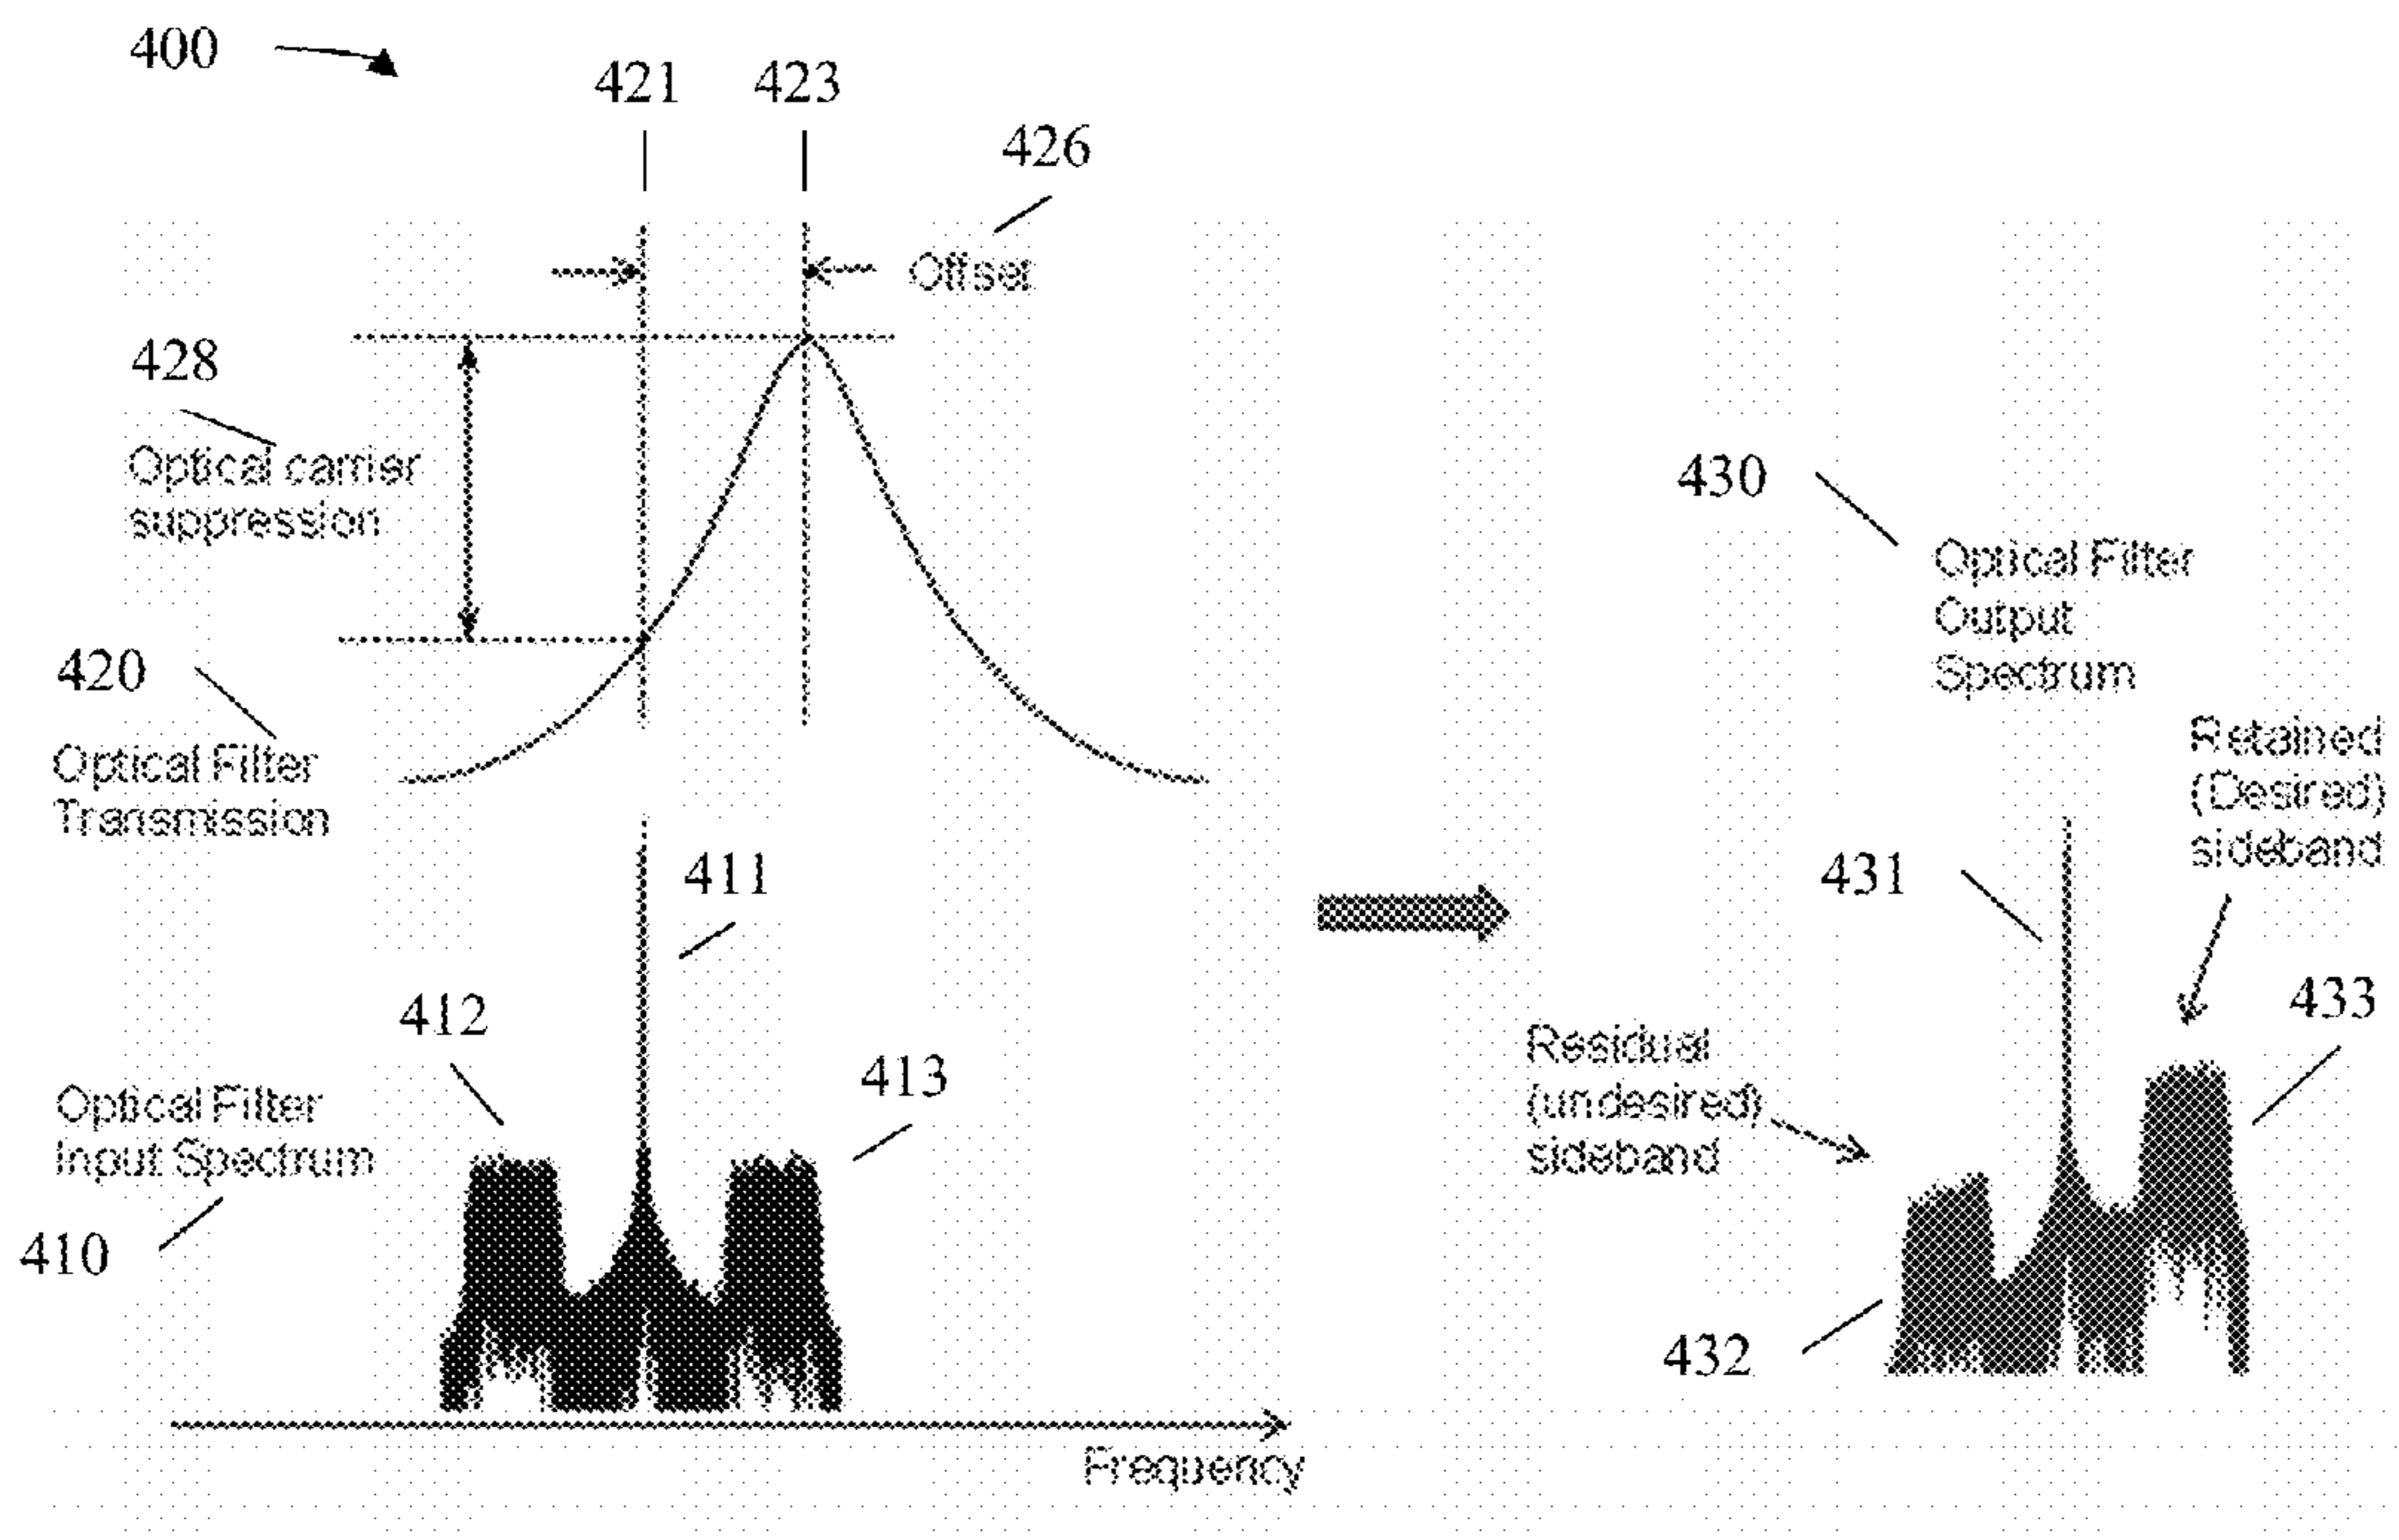 400
421
423
426
Offset
428
Optical carrier
suppression
420
Optical Filter
Transmission
430
Optical Filter
Output
Spectrum
Retained
(Desired)
sideband
411
431
412
413
433
Residual
(undesired)
sideband
Optical Filter
Input Spectrum
410
432
Frequency